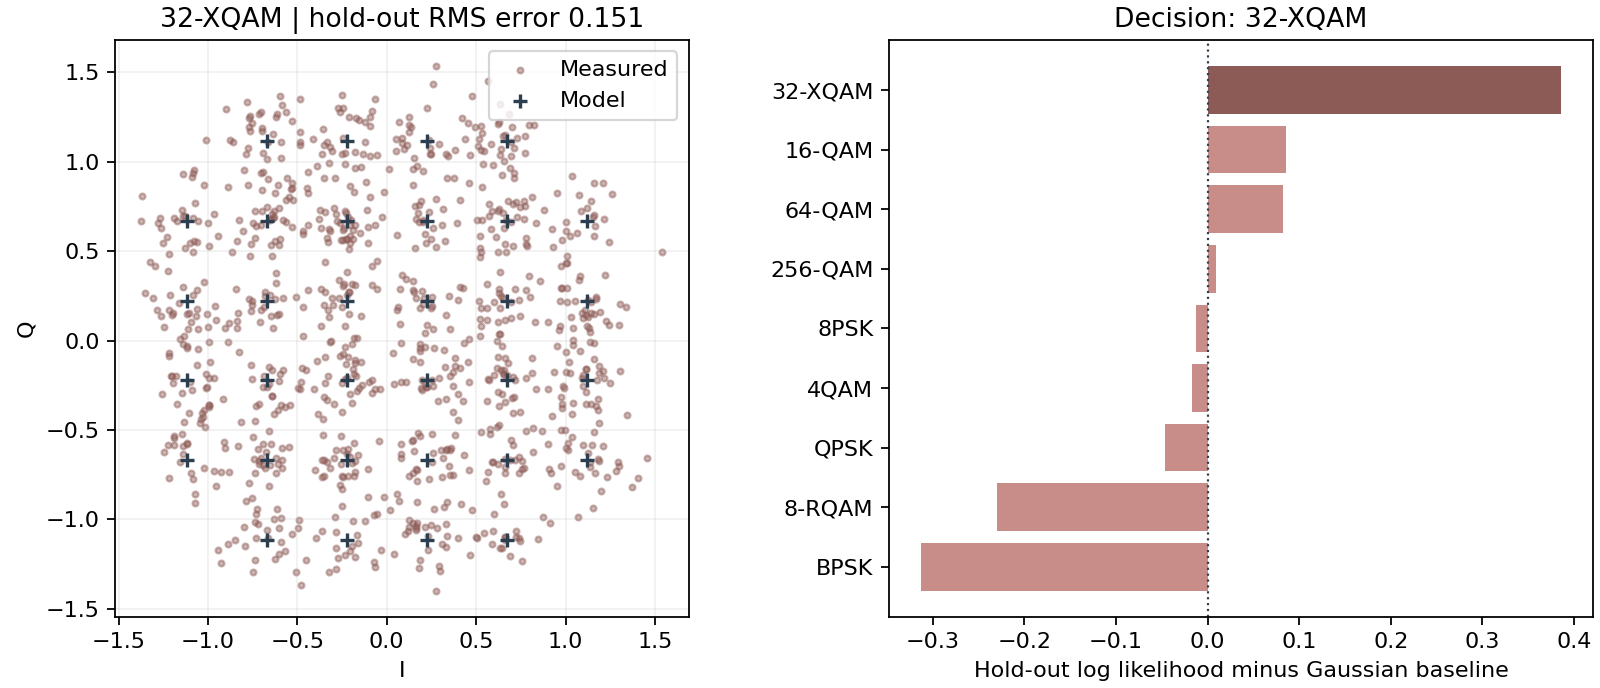 32-XQAM | hold-out RMS error 0.151
Measured
Model
1.5
1.0
0.5
0.0
−0.5
−1.0
−1.5
Q
−1.5
−1.0
−0.5
0.0
0.5
1.0
1.5
I
Decision: 32-XQAM
32-XQAM
16-QAM
64-QAM
256-QAM
8PSK
4QAM
QPSK
8-RQAM
BPSK
−0.3
−0.2
−0.1
0.0
0.1
0.2
0.3
0.4
Hold-out log likelihood minus Gaussian baseline